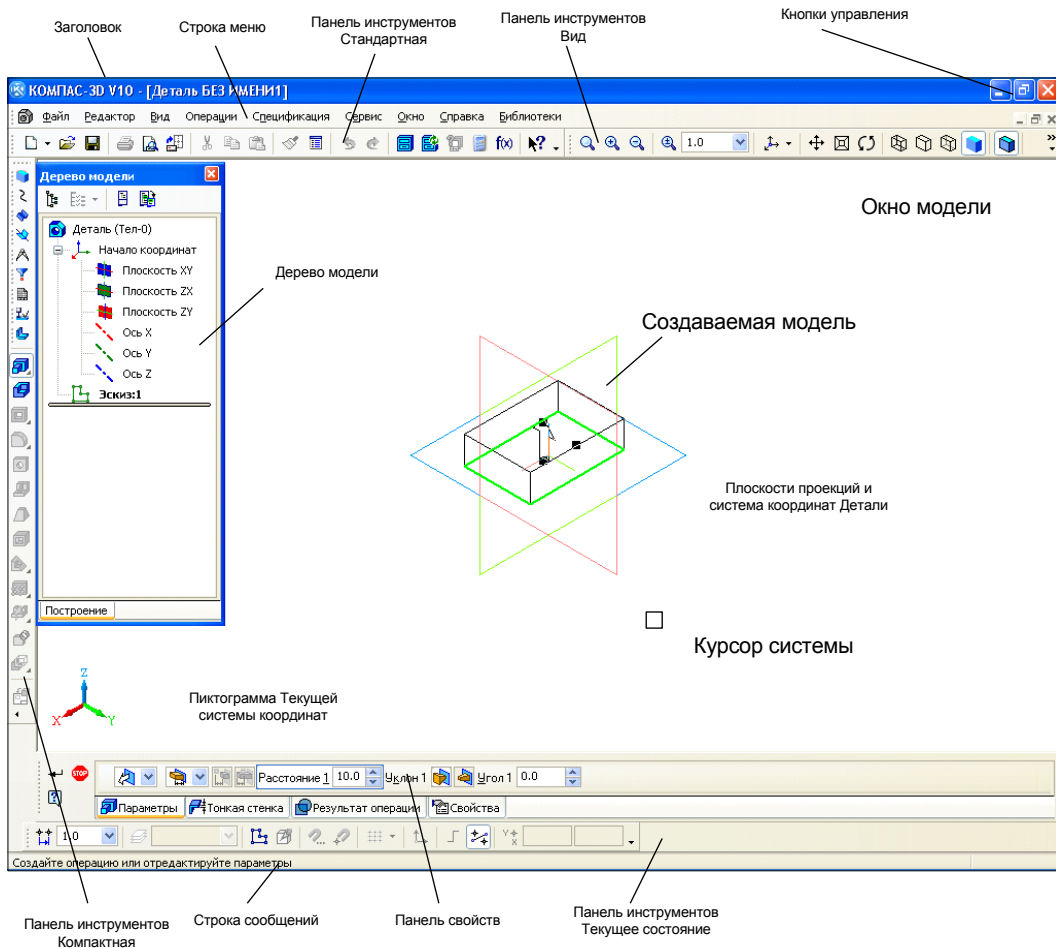 Заголовок
Строка меню
Панель инструментов
Стандартная
Панель инструментов
Вид
Кнопки управления
КОМПАС-3D V10 - [Деталь БЕЗ ИМЕНИ1]
Файл Редактор Вид Операции Спецификация Сервис Окно Справка Библиотеки
f(x) 1.0
Дерево модели
Деталь (Тел-0)
Начало координат
Плоскость XY
Плоскость ZX
Плоскость ZY
Ось X
Ось Y
Ось Z
Эскиз:1
Построение
Дерево модели
Окно модели
Создаваемая модель
Плоскости проекций и
система координат Детали
Курсор системы
Z
X
Y
Пиктограмма Текущей
системы координат
STOP
Расстояние 1 10.0 Уклон 1 Угол 1 0.0
Параметры Тонкая стенка Результат операции Свойства
1.0
Y
X
Создайте операцию или отредактируйте параметры
Панель инструментов
Компактная
Строка сообщений
Панель свойств
Панель инструментов
Текущее состояние